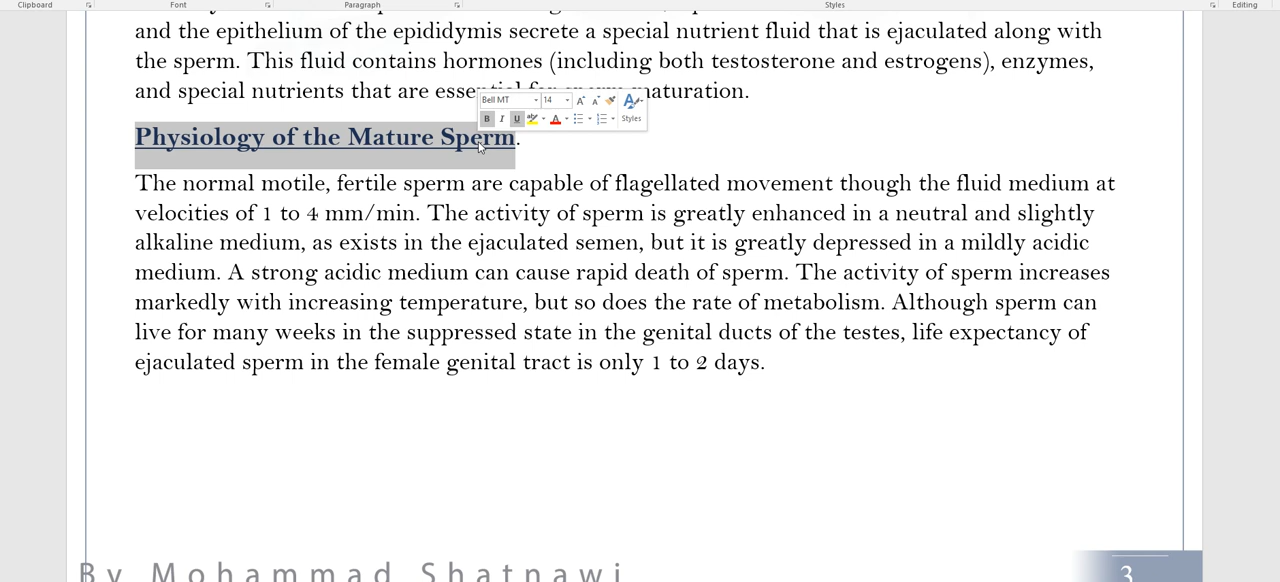 Clipboard Font Paragraph Styles Editing
and the epithelium of the epididymis secrete a special nutrient fluid that is ejaculated along with
the sperm. This fluid contains hormones (including both testosterone and estrogens), enzymes,
and special nutrients that are essential for maturation.
Bell MT 14
B I U Styles
Physiology of the Mature Sperm.
The normal motile, fertile sperm are capable of flagellated movement though the fluid medium at
velocities of 1 to 4 mm/min. The activity of sperm is greatly enhanced in a neutral and slightly
alkaline medium, as exists in the ejaculated semen, but it is greatly depressed in a mildly acidic
medium. A strong acidic medium can cause rapid death of sperm. The activity of sperm increases
markedly with increasing temperature, but so does the rate of metabolism. Although sperm can
live for many weeks in the suppressed state in the genital ducts of the testes, life expectancy of
ejaculated sperm in the female genital tract is only 1 to 2 days.
By Mohammad Shatnawi
3